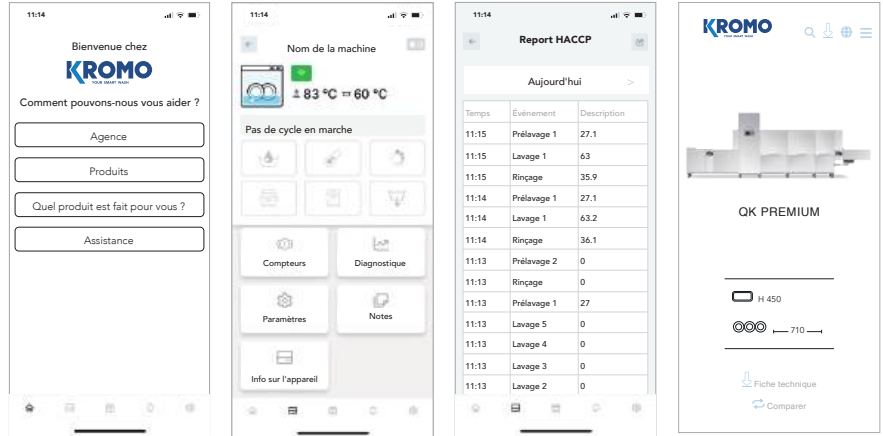 11:14
Bienvenue chez
KROMO
YOUR SMART WASH
Comment pouvons-nous vous aider ?
Agence
Produits
Quel produit est fait pour vous ?
Assistance
11:14
Nom de la machine
83 °C 60 °C
Pas de cycle en marche
Compteurs
Diagnostique
Paramètres
Notes
Info sur l'appareil
11:14
Report HACCP
Aujourd'hui >
Temps Événement Description
11:15 Prélavage 1 27.1
11:15 Lavage 1 63
11:15 Rinçage 35.9
11:14 Prélavage 1 27.1
11:14 Lavage 1 63.2
11:14 Rinçage 36.1
11:13 Prélavage 2 0
11:13 Rinçage 0
11:13 Prélavage 1 27
11:13 Lavage 5 0
11:13 Lavage 4 0
11:13 Lavage 3 0
11:13 Lavage 2 0
KROMO
YOUR SMART WASH
QK PREMIUM
H 450
710
Fiche technique
Comparer